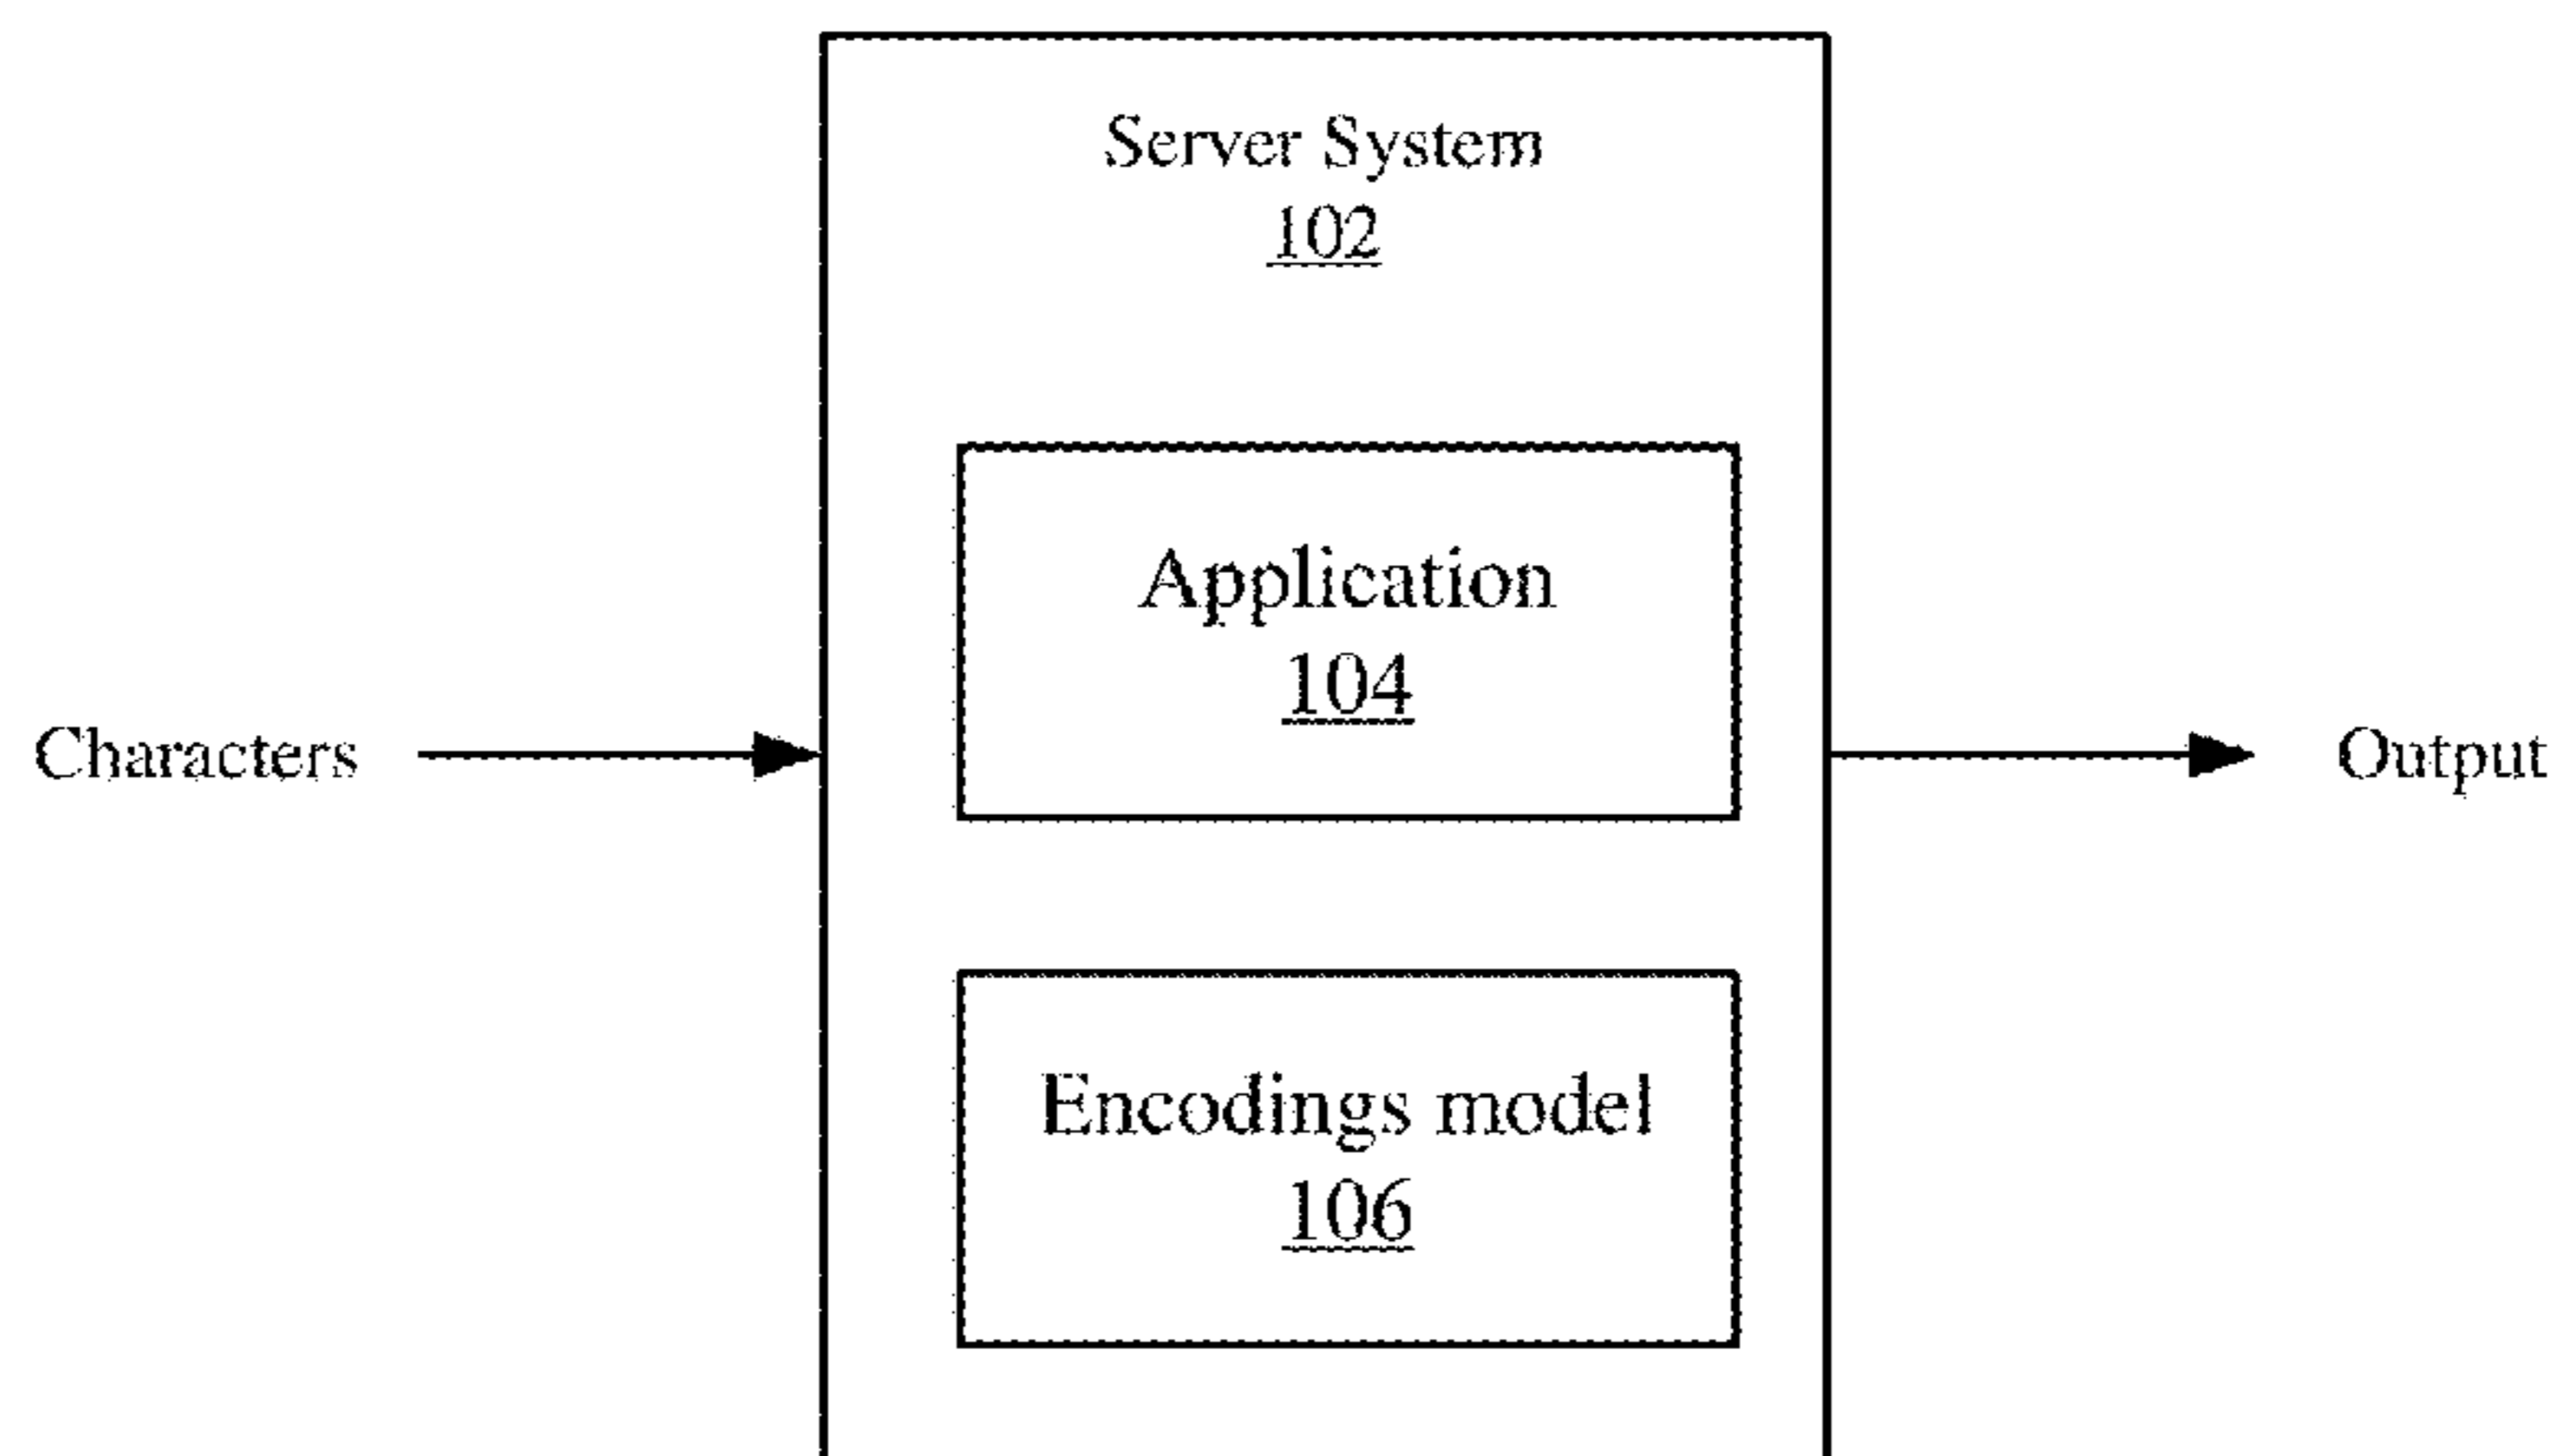 Server System
102
Application
104
Characters
Output
Encodings model
106